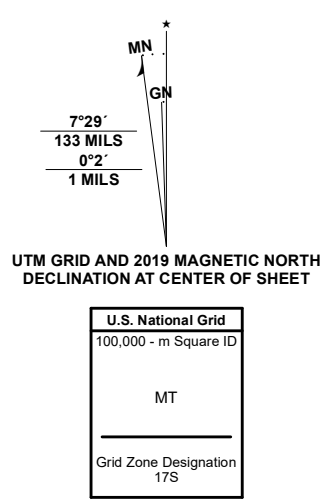 MN
GN
7°29´
133 MILS
0°2´
1 MILS
UTM GRID AND 2019 MAGNETIC NORTH
DECLINATION AT CENTER OF SHEET
U.S. National Grid
100,000 - m Square ID
MT
Grid Zone Designation
17S